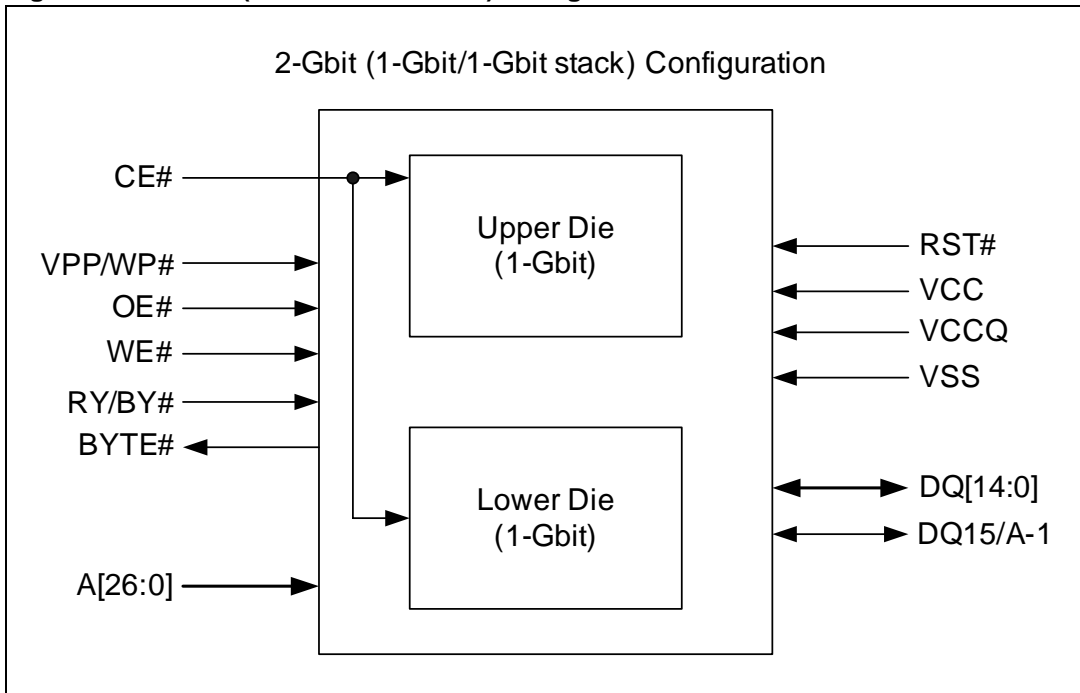 2-Gbit (1-Gbit/1-Gbit stack) Configuration
CE#
VPP/WP#
OE#
WE#
RY/BY#
BYTE#
A[26:0]
Upper Die
(1-Gbit)
Lower Die
(1-Gbit)
RST#
VCC
VCCQ
VSS
DQ[14:0]
DQ15/A-1